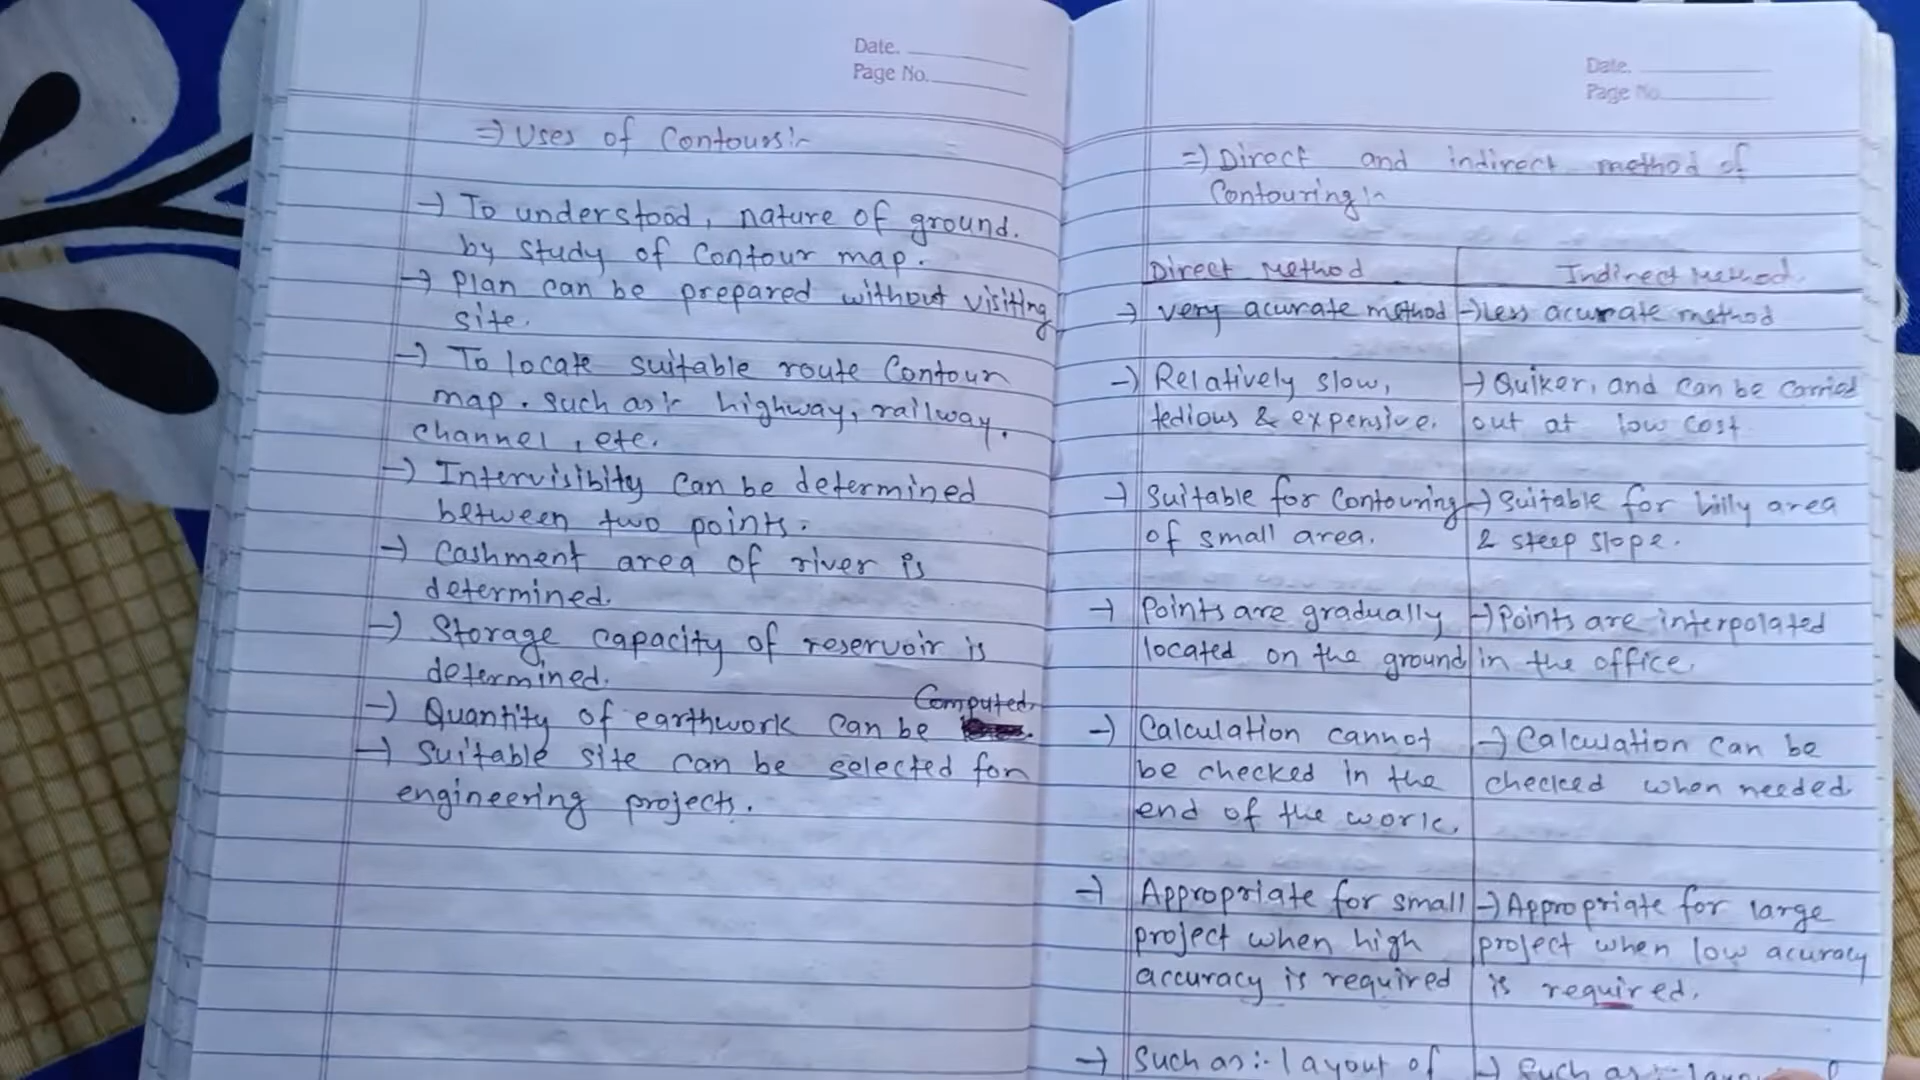 Date.
Page No.
⇒ Uses of Contours:-
→ To understood, nature of ground.
by study of Contour map.
→ Plan can be prepared without visiting
site.
→ To locate suitable route Contour
map. such as:- highway, railway.
channel, etc.
→ Intervisibity can be determined
between two points.
→ Cashment area of river is
determined.
→ Storage capacity of reservoir is
determined.
Computed.
→ Quantity of earthwork can be
→ Suitable site can be selected for
engineering projects.
Date.
Page No.
⇒ Direct and indirect method of
Contouring:-
Direct Method Indirect Method.
→ very acurate method → Less acurate method
→ Relatively slow, → Quiker, and can be carried
tedious & expensive. out at low cost.
→ Suitable for Contouring → Suitable for hilly area
of small area. & steep slope.
→ Points are gradually → Points are interpolated
located on the ground in the office.
→ Calculation cannot → Calculation can be
be checked in the checked when needed.
end of the work.
→ Appropriate for small → Appropriate for large
project when high project when low acuracy
accuracy is required is required.
→ Such as:- layout of → Such as:-